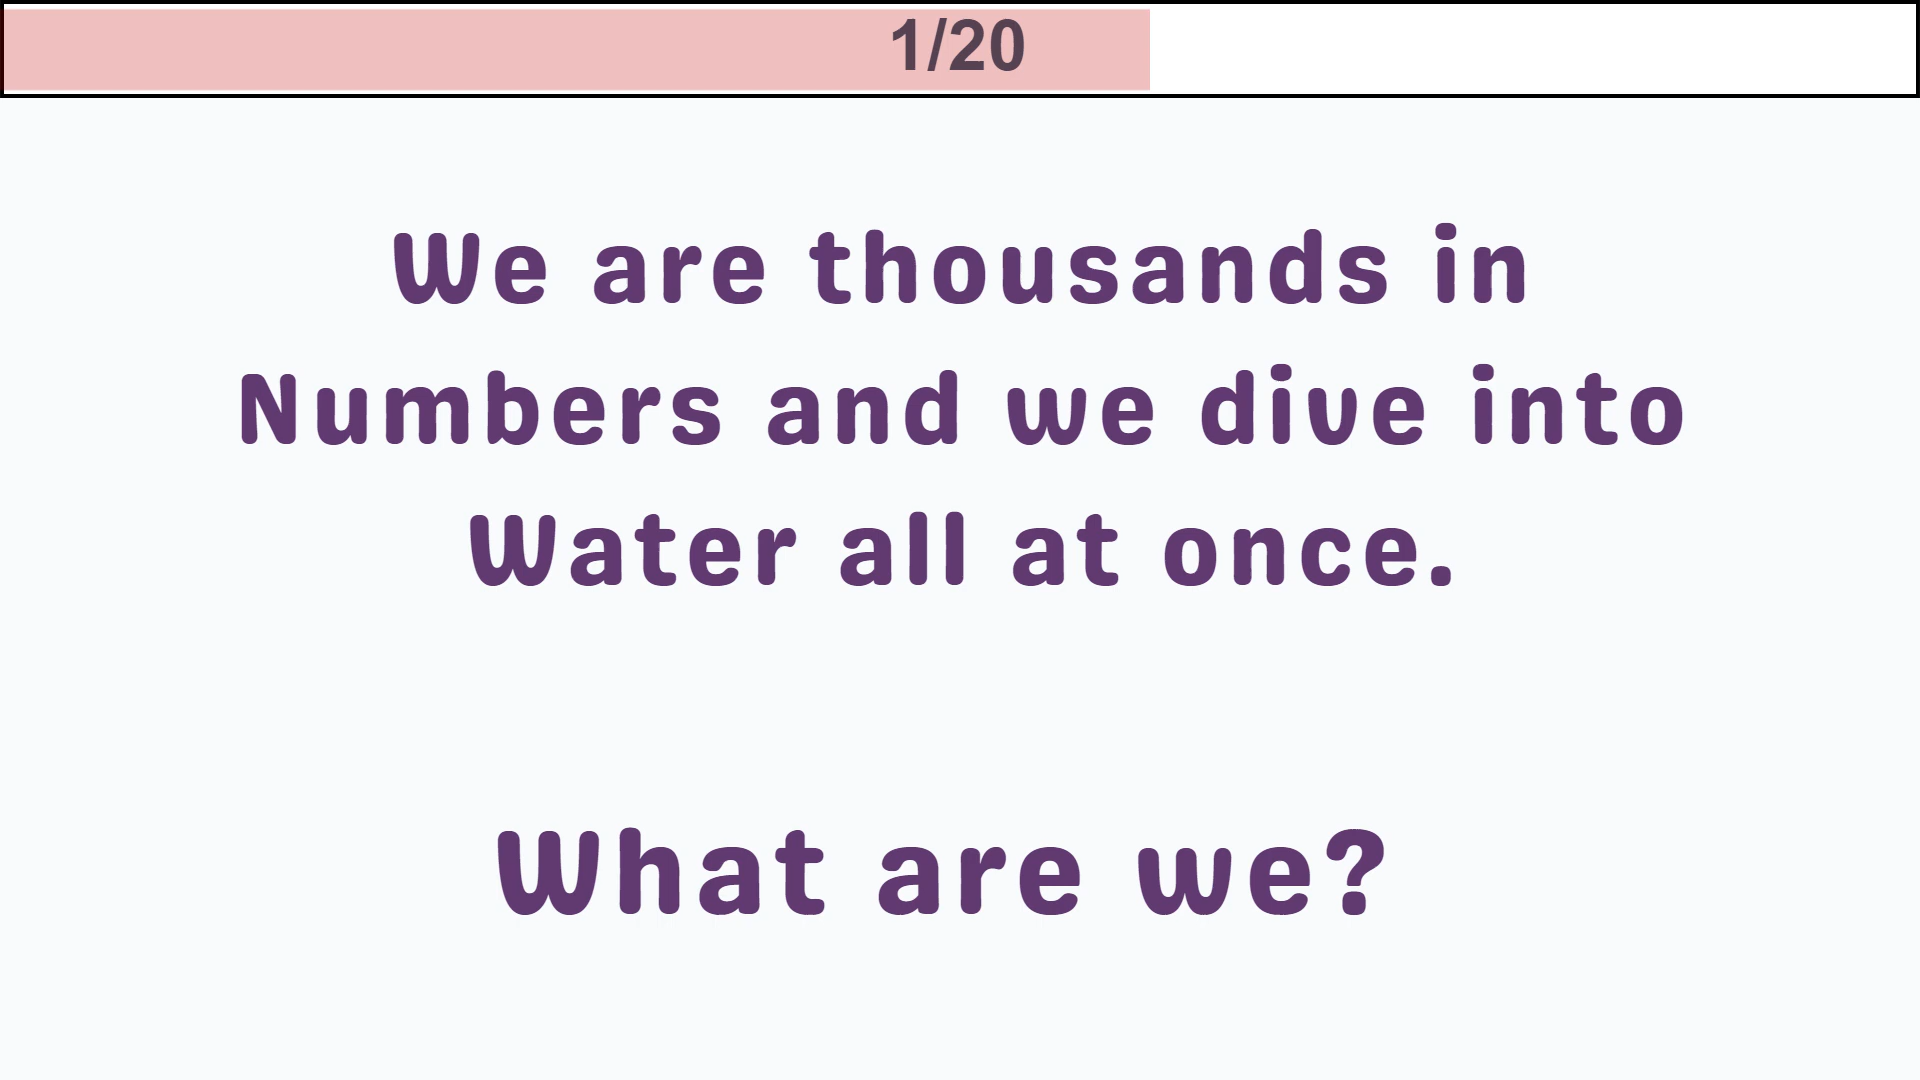 1/20
We are thousands in
Numbers and we dive into
Water all at once.
What are we?